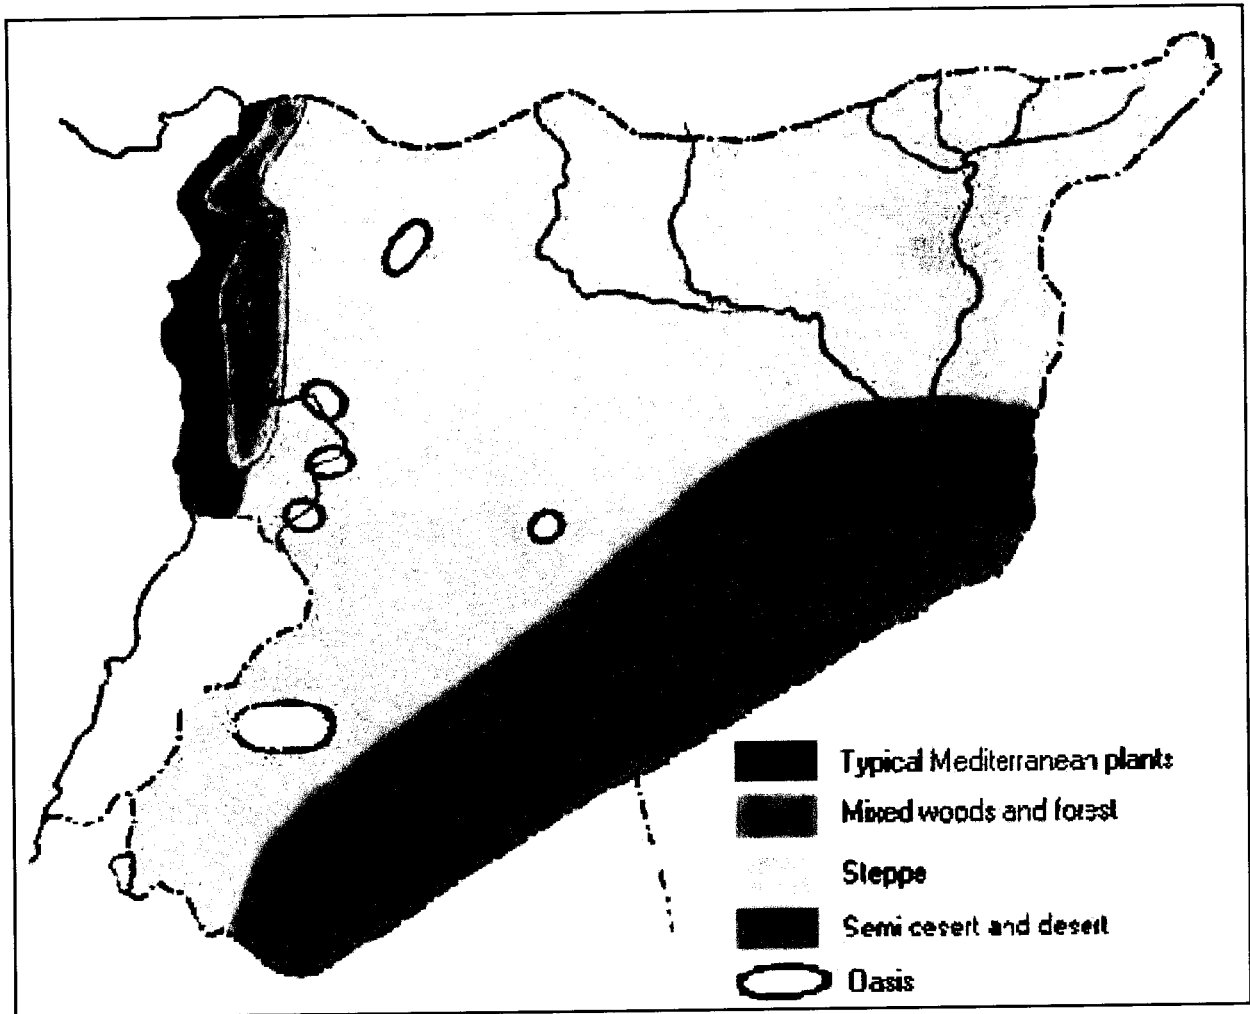 Typical Mediterranean plants
Mixed woods and forest
Steppe
Semi cesert and desert
Oasis